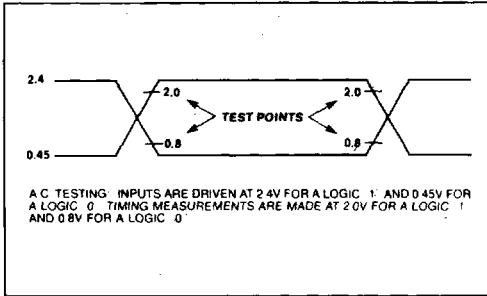 2.4
2.0 2.0
TEST POINTS
0.8 0.8
0.45
A C TESTING: INPUTS ARE DRIVEN AT 2.4V FOR A LOGIC 1 AND 0.45V FOR
A LOGIC 0 TIMING MEASUREMENTS ARE MADE AT 2.0V FOR A LOGIC 1
AND 0.8V FOR A LOGIC 0